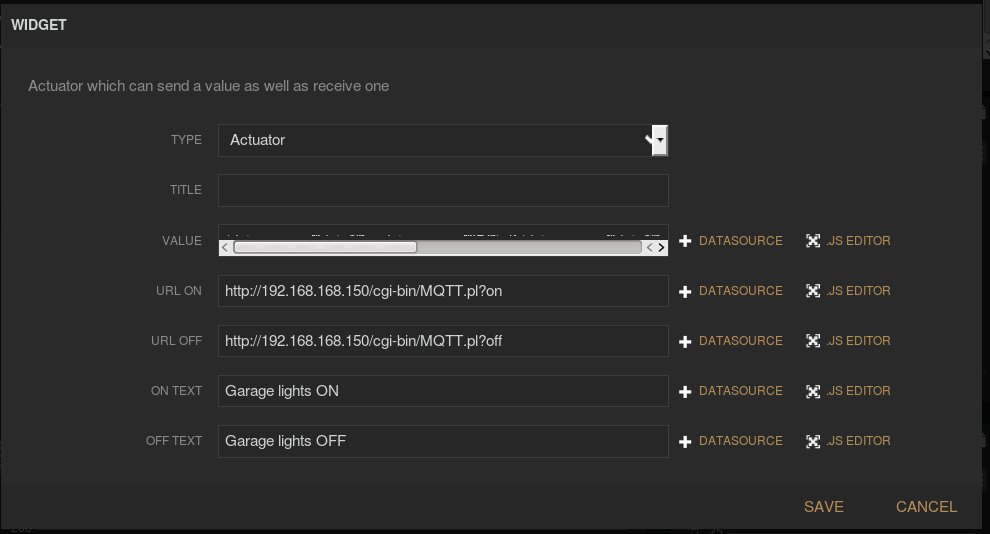 WIDGET
Actuator which can send a value as well as receive one
TYPE Actuator
TITLE
VALUE DATASOURCE .JS EDITOR
URL ON http://192.168.168.150/cgi-bin/MQTT.pl?on DATASOURCE .JS EDITOR
URL OFF http://192.168.168.150/cgi-bin/MQTT.pl?off DATASOURCE .JS EDITOR
ON TEXT Garage lights ON DATASOURCE .JS EDITOR
OFF TEXT Garage lights OFF DATASOURCE .JS EDITOR
SAVE CANCEL